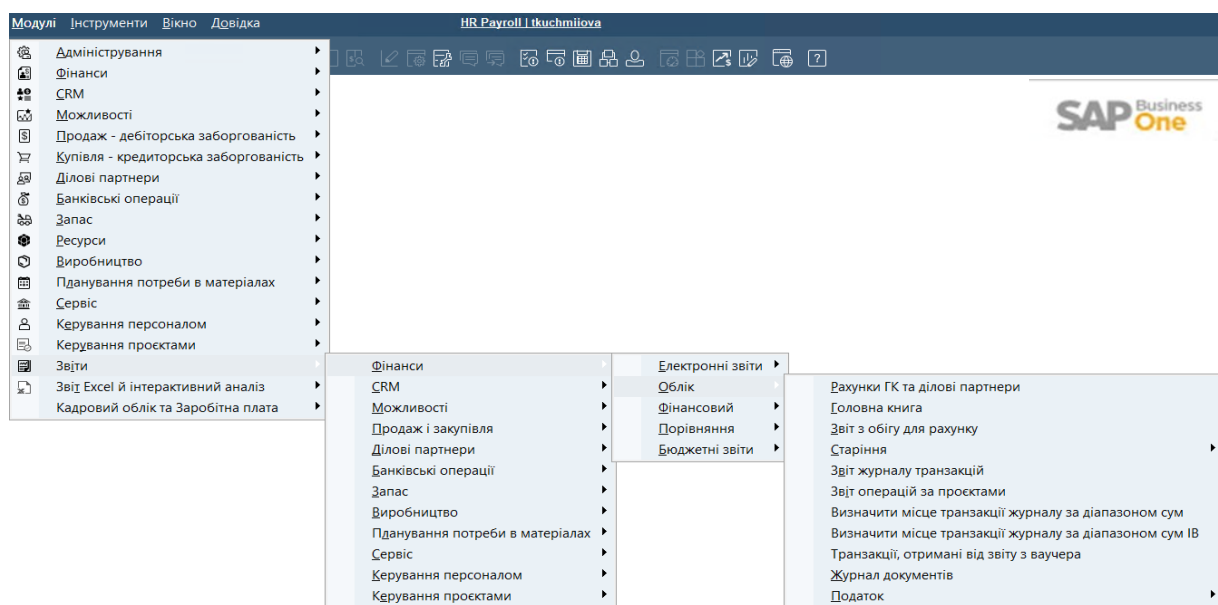 Модулі Інструменти Вікно Довідка HR Payroll | tkuchmiiova
Адміністрування
Фінанси
CRM
Можливості
Продаж - дебіторська заборгованість
Купівля - кредиторська заборгованість
Ділові партнери
Банківські операції
Запас
Ресурси
Виробництво
Планування потреби в матеріалах
Сервіс
Керування персоналом
Керування проєктами
Звіти
Звіт Excel й інтерактивний аналіз
Кадровий облік та Заробітна плата
SAP Business One
Фінанси
CRM
Можливості
Продаж і закупівля
Ділові партнери
Банківські операції
Запас
Виробництво
Планування потреби в матеріалах
Сервіс
Керування персоналом
Керування проєктами
Електронні звіти
Облік
Фінансовий
Порівняння
Бюджетні звіти
Рахунки ГК та ділові партнери
Головна книга
Звіт з обігу для рахунку
Старіння
Звіт журналу транзакцій
Звіт операцій за проєктами
Визначити місце транзакції журналу за діапазоном сум
Визначити місце транзакції журналу за діапазоном сум ІВ
Транзакції, отримані від звіту з ваучера
Журнал документів
Податок